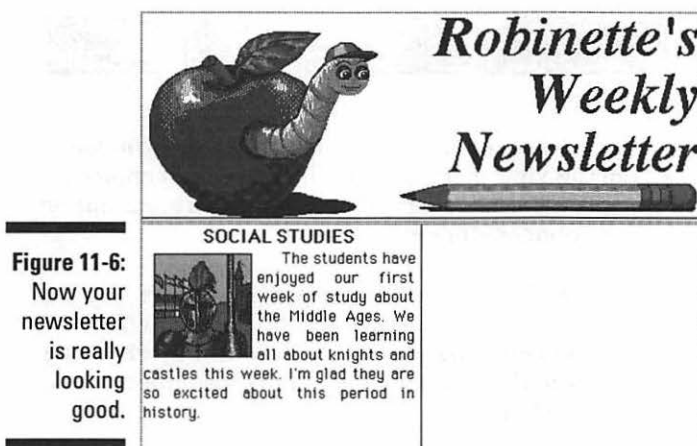 Robinette's
Weekly
Newsletter
SOCIAL STUDIES
The students have
enjoyed our first
week of study about
the Middle Ages. We
have been learning
all about knights and
castles this week. I'm glad they are
so excited about this period in
history.
Figure 11-6:
Now your
newsletter
is really
looking
good.